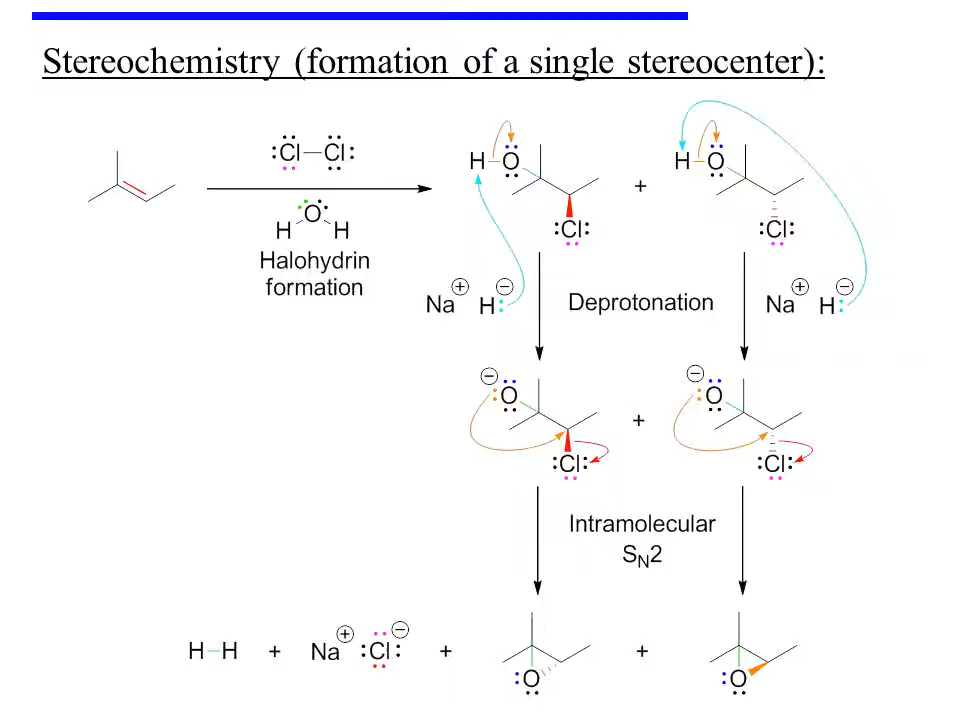 Stereochemistry (formation of a single stereocenter):
Cl Cl
H O
H O
+
O
H H
Cl
Cl
Halohydrin
formation
Na + H −
Deprotonation
Na + H −
− O
− O
+
Cl
Cl
Intramolecular
SN2
H H + Na + Cl − + O + O